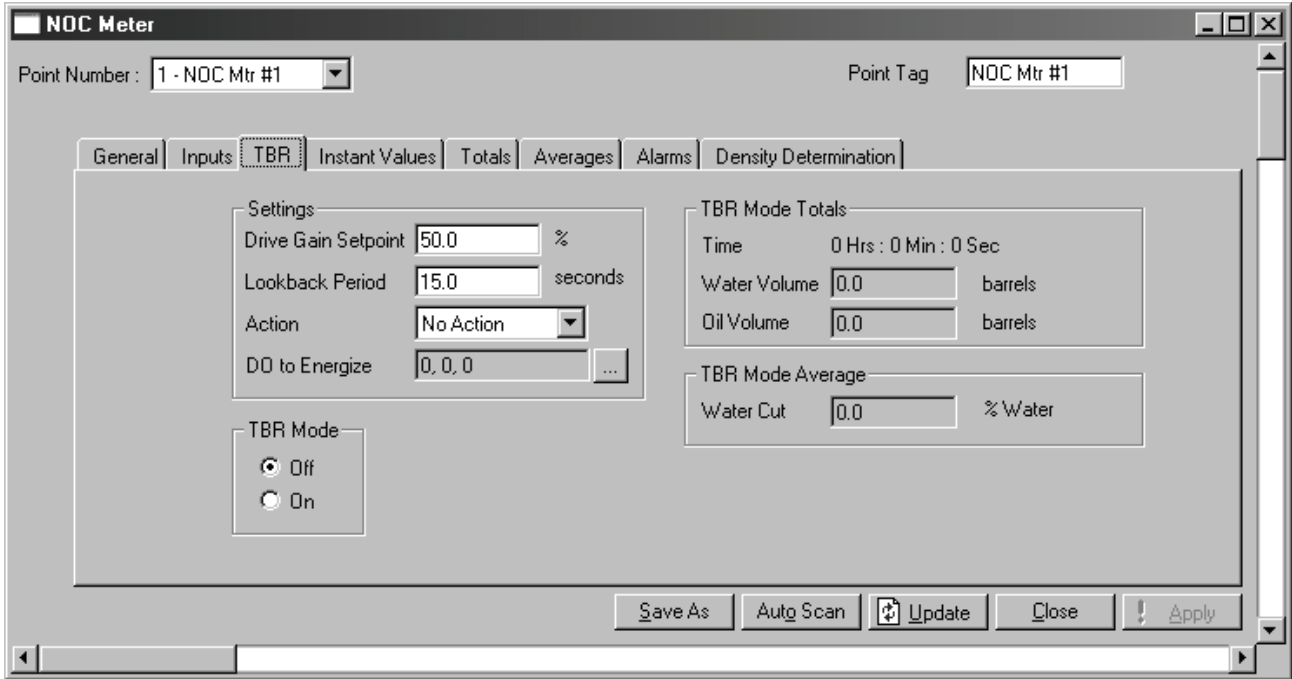 NOC Meter
Point Number : 1 - NOC Mtr #1 Point Tag NOC Mtr #1
General Inputs TBR Instant Values Totals Averages Alarms Density Determination
Settings
Drive Gain Setpoint 50.0 %
Lookback Period 15.0 seconds
Action No Action
DO to Energize 0, 0, 0 ...
TBR Mode
Off
On
TBR Mode Totals
Time 0 Hrs : 0 Min : 0 Sec
Water Volume 0.0 barrels
Oil Volume 0.0 barrels
TBR Mode Average
Water Cut 0.0 % Water
Save As Auto Scan Update Close ! Apply